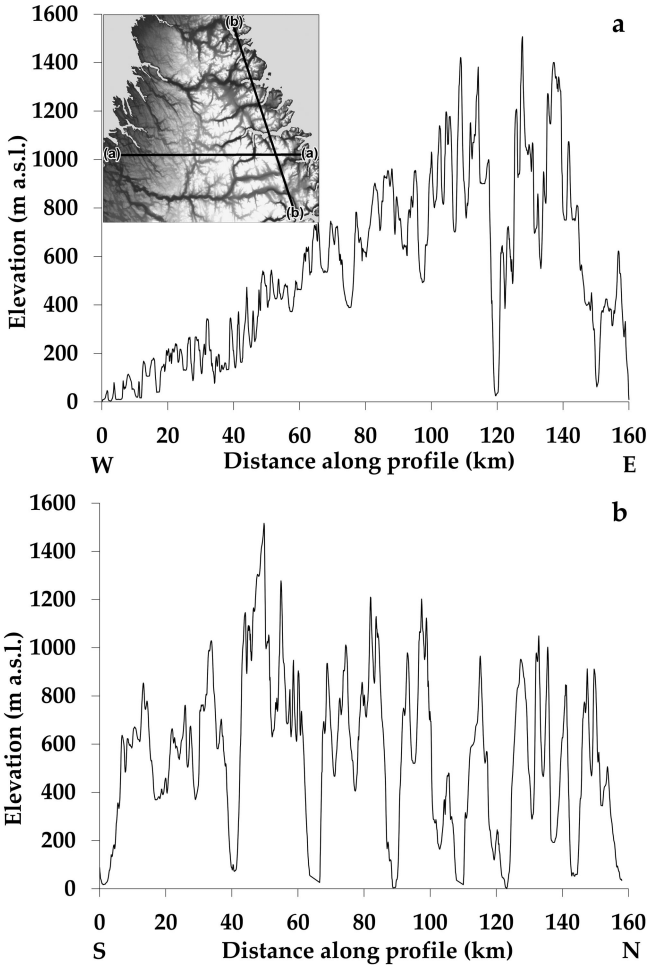 1600
1400
1200
1000
800
600
400
200
0
Elevation (m a.s.l.)
a
(b)
(a)
(a)
(b)
0 20 40 60 80 100 120 140 160
W Distance along profile (km) E
1600
1400
1200
1000
800
600
400
200
0
Elevation (m a.s.l.)
b
0 20 40 60 80 100 120 140 160
S Distance along profile (km) N